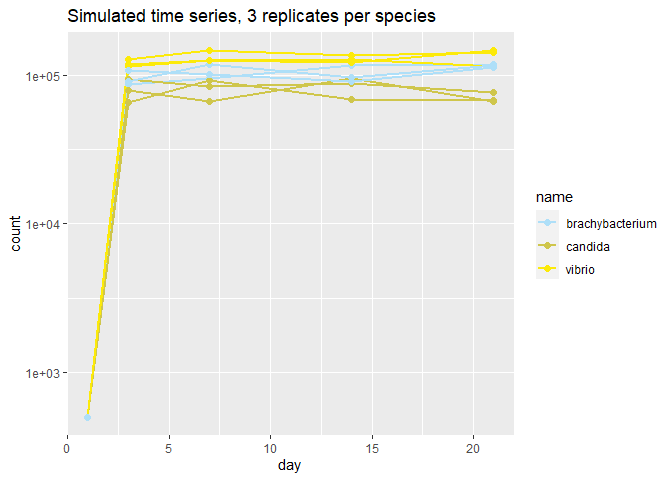 Simulated time series, 3 replicates per species
1e+05
1e+04
1e+03
count
0 5 10 15 20
day
name
brachybacterium
candida
vibrio